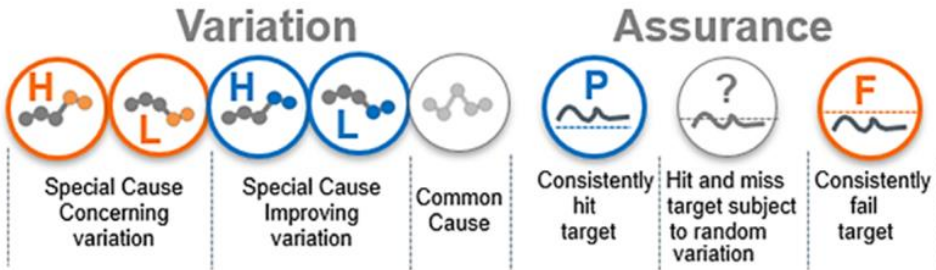 Variation
Assurance
H
L
H
L
P
?
F
Special Cause
Concerning
variation
Special Cause
Improving
variation
Common
Cause
Consistently
hit
target
Hit and miss
target subject
to random
variation
Consistently
fail
target